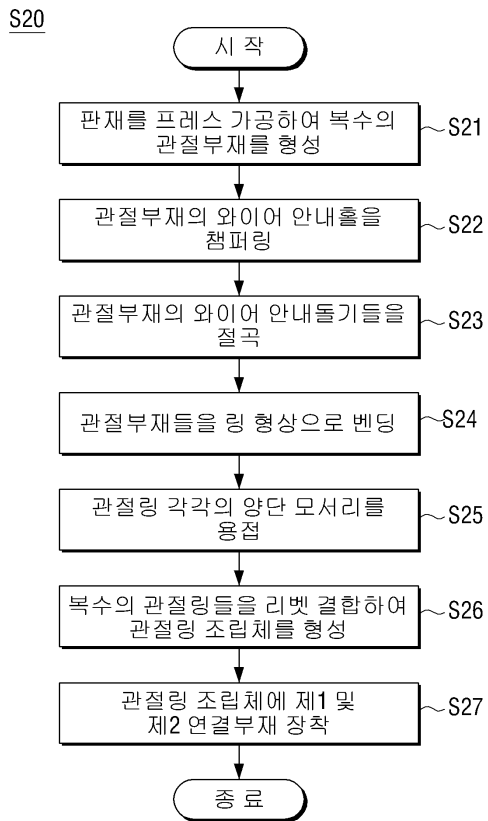 S20
시 작
판재를 프레스 가공하여 복수의
관절부재를 형성
S21
관절부재의 와이어 안내홀을
챔퍼링
S22
관절부재의 와이어 안내돌기들을
절곡
S23
관절부재들을 링 형상으로 벤딩
S24
관절링 각각의 양단 모서리를
용접
S25
복수의 관절링들을 리벳 결합하여
관절링 조립체를 형성
S26
관절링 조립체에 제1 및
제2 연결부재 장착
S27
종 료